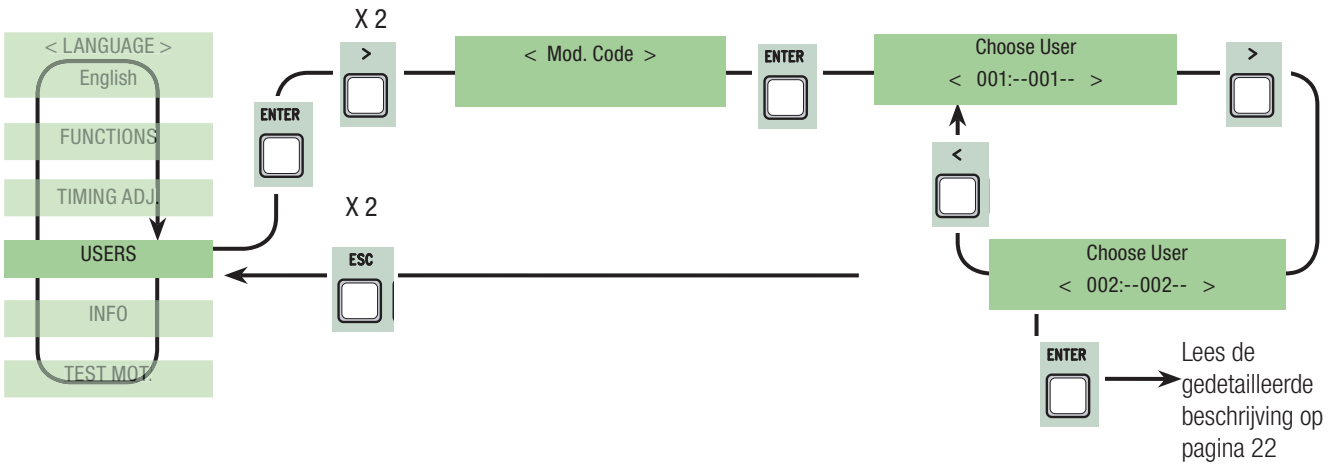 X 2
< LANGUAGE >
English
FUNCTIONS
TIMING ADJ.
USERS
INFO
TEST MOT.
ENTER
>
< Mod. Code >
ENTER
Choose User
< 001:--001-- >
>
<
Choose User
< 002:--002-- >
X 2
ESC
ENTER
Lees de
gedetailleerde
beschrijving op
pagina 22